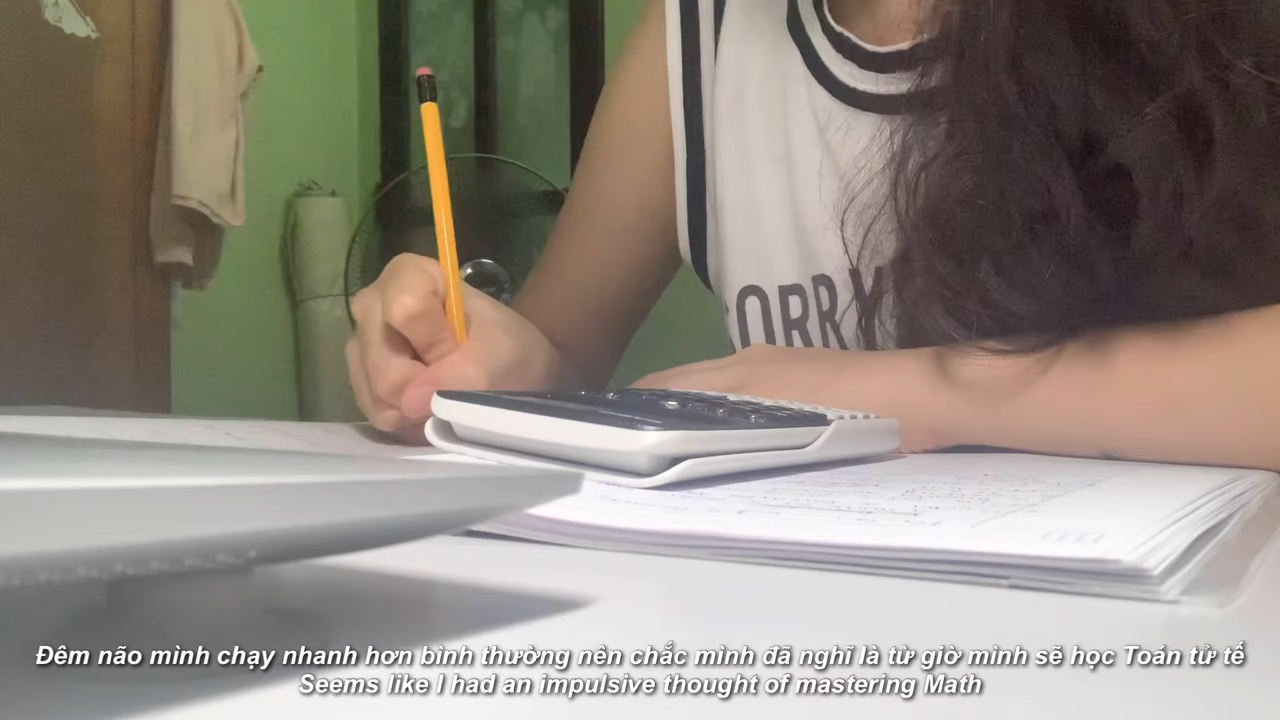 ORRY
Đêm não mình chạy nhanh hơn bình thường nên chắc mình đã nghĩ là từ giờ mình sẽ học Toán tử tế
Seems like I had an impulsive thought of mastering Math